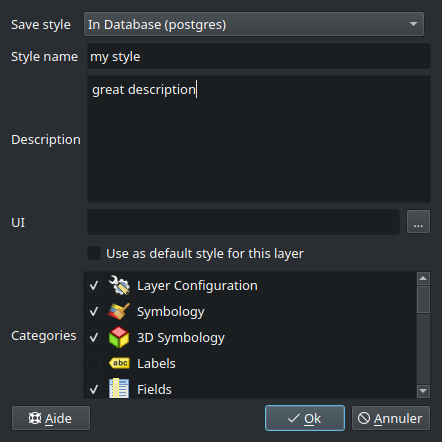 Save style In Database (postgres)
Style name my style
Description great description
UI ...
Use as default style for this layer
Categories
Layer Configuration
Symbology
3D Symbology
abc Labels
Fields
Aide Ok Annuler